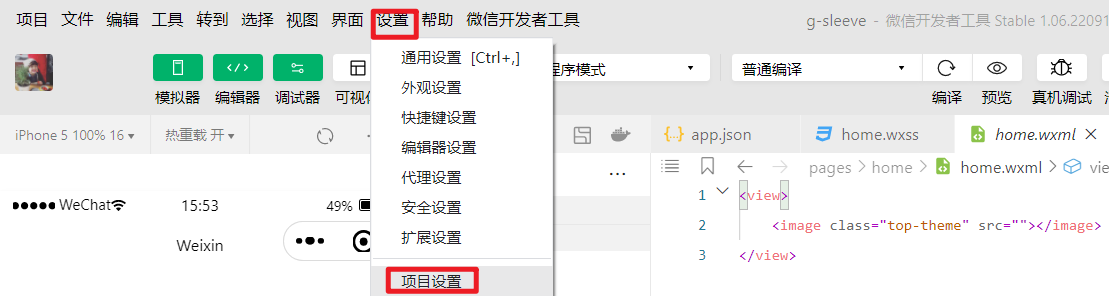 项目 文件 编辑 工具 转到 选择 视图 界面 设置 帮助 微信开发者工具
g-sleeve - 微信开发者工具 Stable 1.06.22091
通用设置 [Ctrl+,]
外观设置
快捷键设置
编辑器设置
代理设置
安全设置
扩展设置
项目设置
程序模式
普通编译
模拟器 编辑器 调试器
编译 预览 真机调试
iPhone 5 100% 16
热重载 开
app.json
home.wxss
home.wxml
pages > home > home.wxml >
WeChat
15:53
49%
Weixin
1 <view>
2 <image class="top-theme" src=""></image>
3 </view>